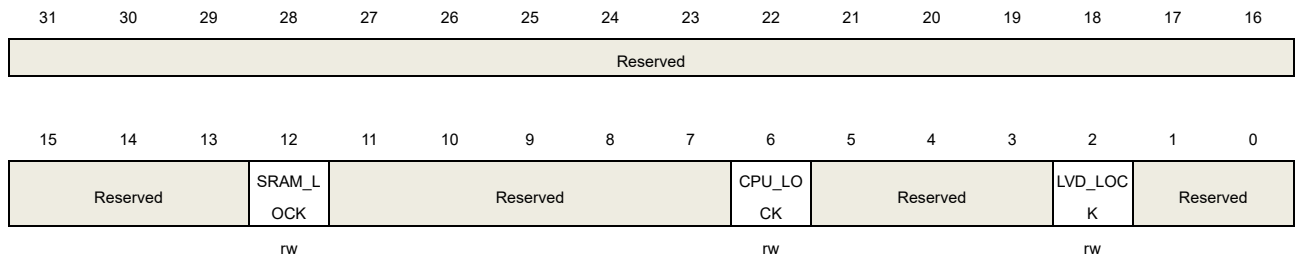 31 30 29 28 27 26 25 24 23 22 21 20 19 18 17 16
Reserved
15 14 13 12 11 10 9 8 7 6 5 4 3 2 1 0
Reserved SRAM_L Reserved CPU_LO Reserved LVD_LOC Reserved
OCK CK K
rw rw rw